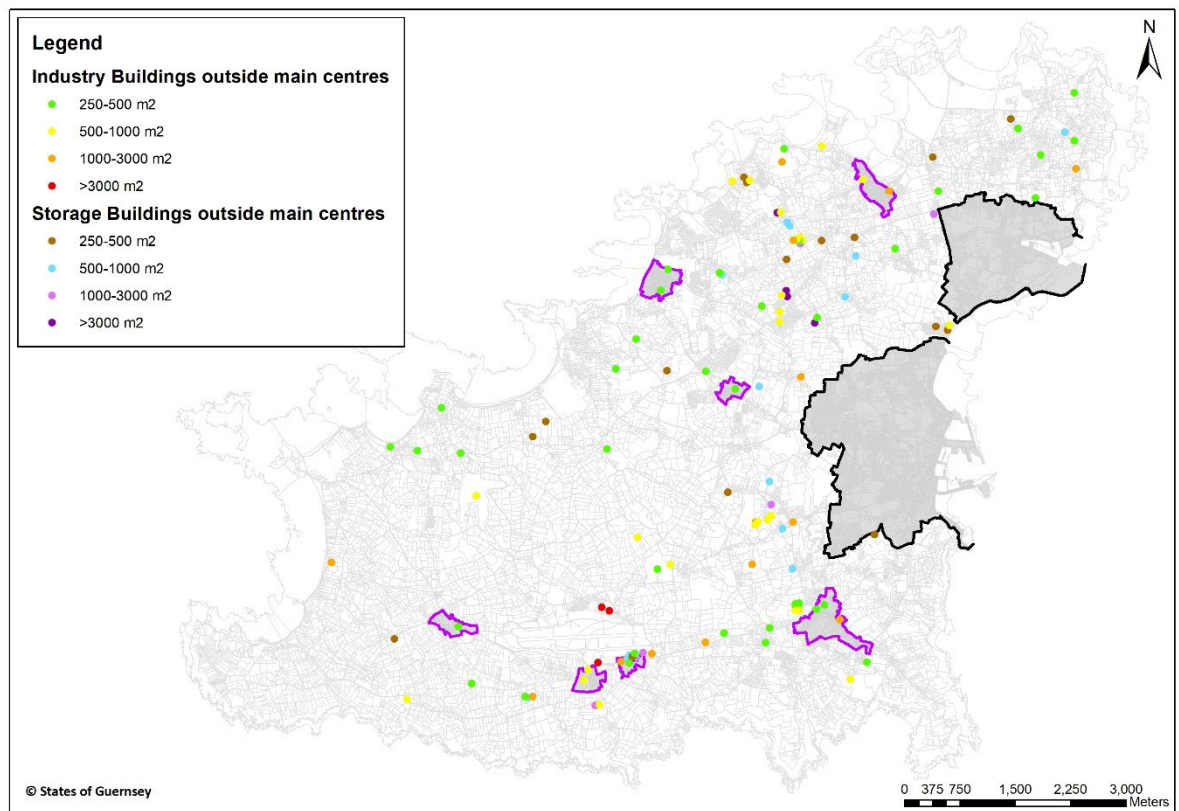 Legend
Industry Buildings outside main centres
250-500 m2
500-1000 m2
1000-3000 m2
>3000 m2
Storage Buildings outside main centres
250-500 m2
500-1000 m2
1000-3000 m2
>3000 m2
N
© States of Guernsey
0 375 750 1,500 2,250 3,000
Meters